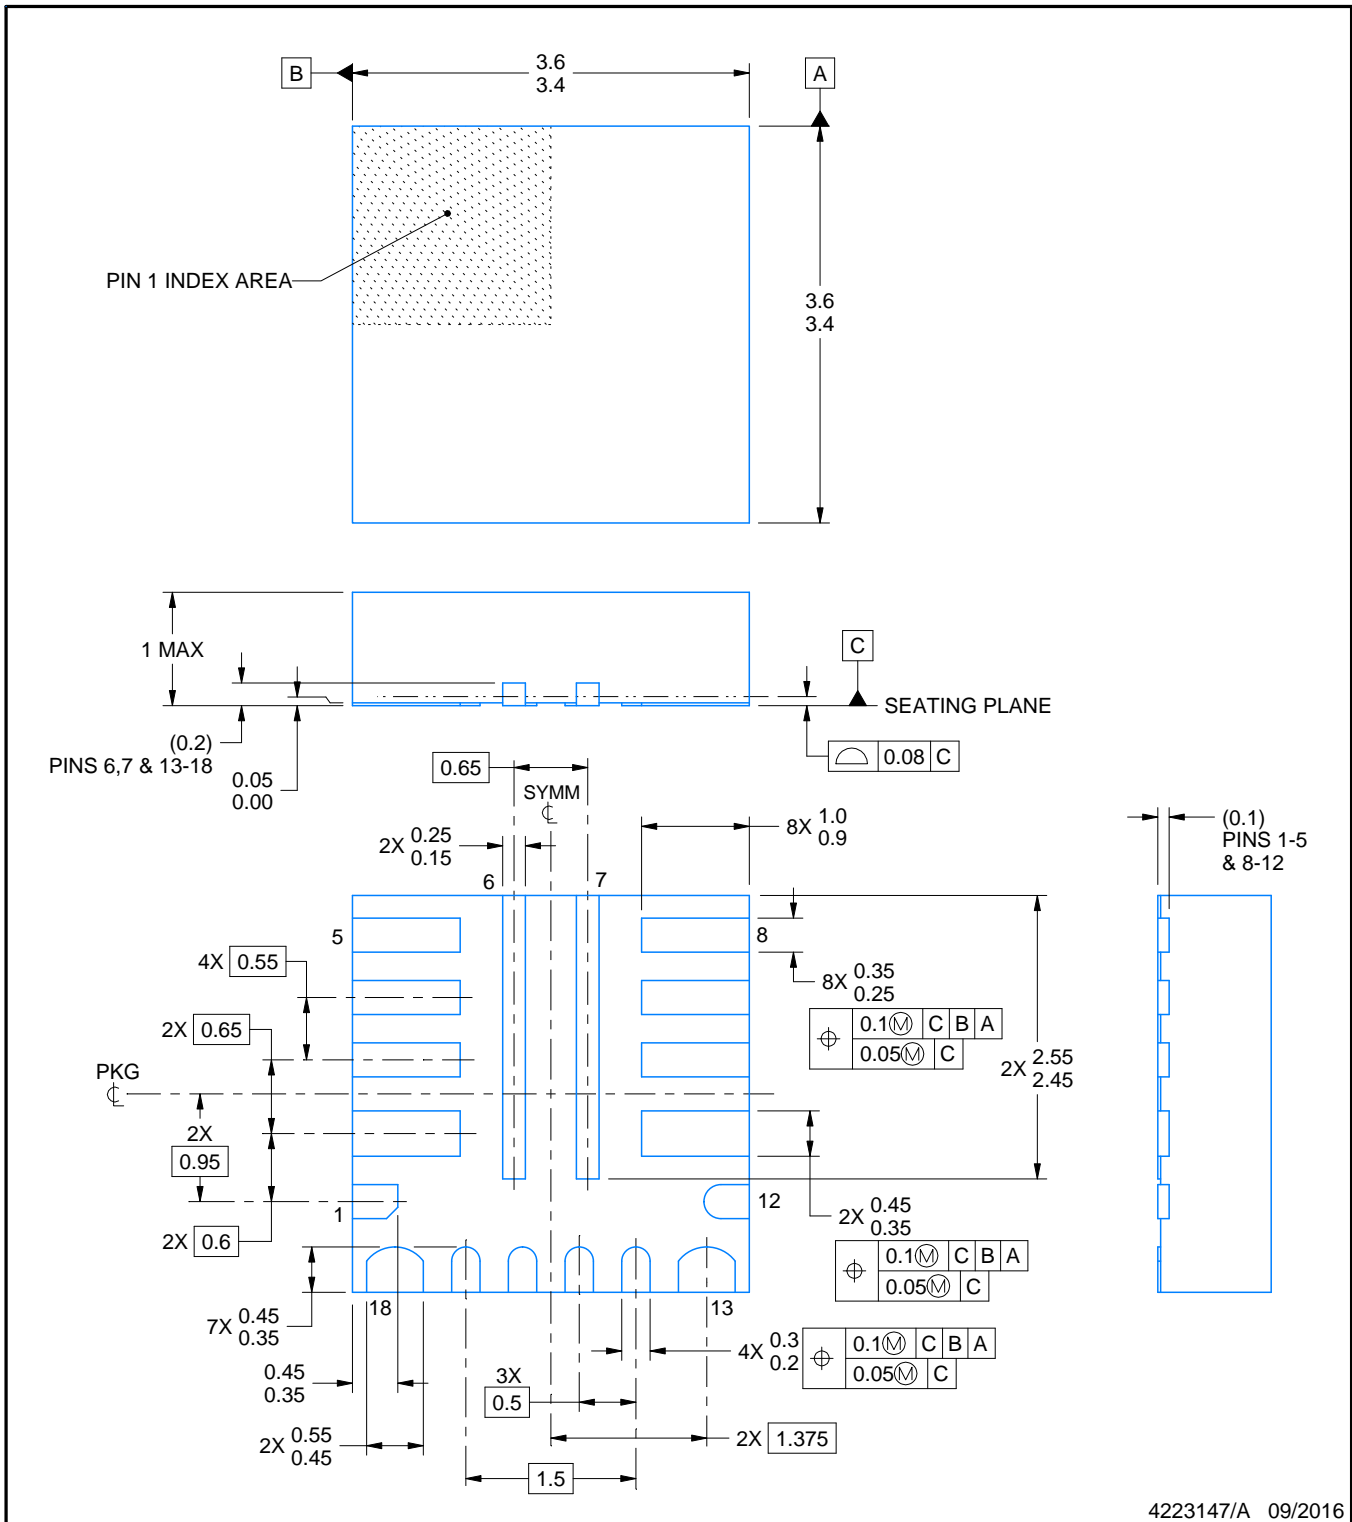 B
3.6
3.4
A
PIN 1 INDEX AREA
3.6
3.4
1 MAX
C
SEATING PLANE
(0.2)
PINS 6,7 & 13-18
0.05
0.00
0.08 C
0.65
SYMM
℄
2X 0.25
0.15
8X 1.0
0.9
(0.1)
PINS 1-5
& 8-12
6
7
5
8
4X 0.55
8X 0.35
0.25
⌖ 0.1Ⓜ C B A
0.05Ⓜ C
2X 0.65
2X 2.55
2.45
PKG
℄
2X
0.95
1
12
2X 0.6
2X 0.45
0.35
⌖ 0.1Ⓜ C B A
0.05Ⓜ C
18
13
7X 0.45
0.35
4X 0.3
0.2
⌖ 0.1Ⓜ C B A
0.05Ⓜ C
0.45
0.35
3X
0.5
2X 0.55
0.45
2X 1.375
1.5
4223147/A 09/2016